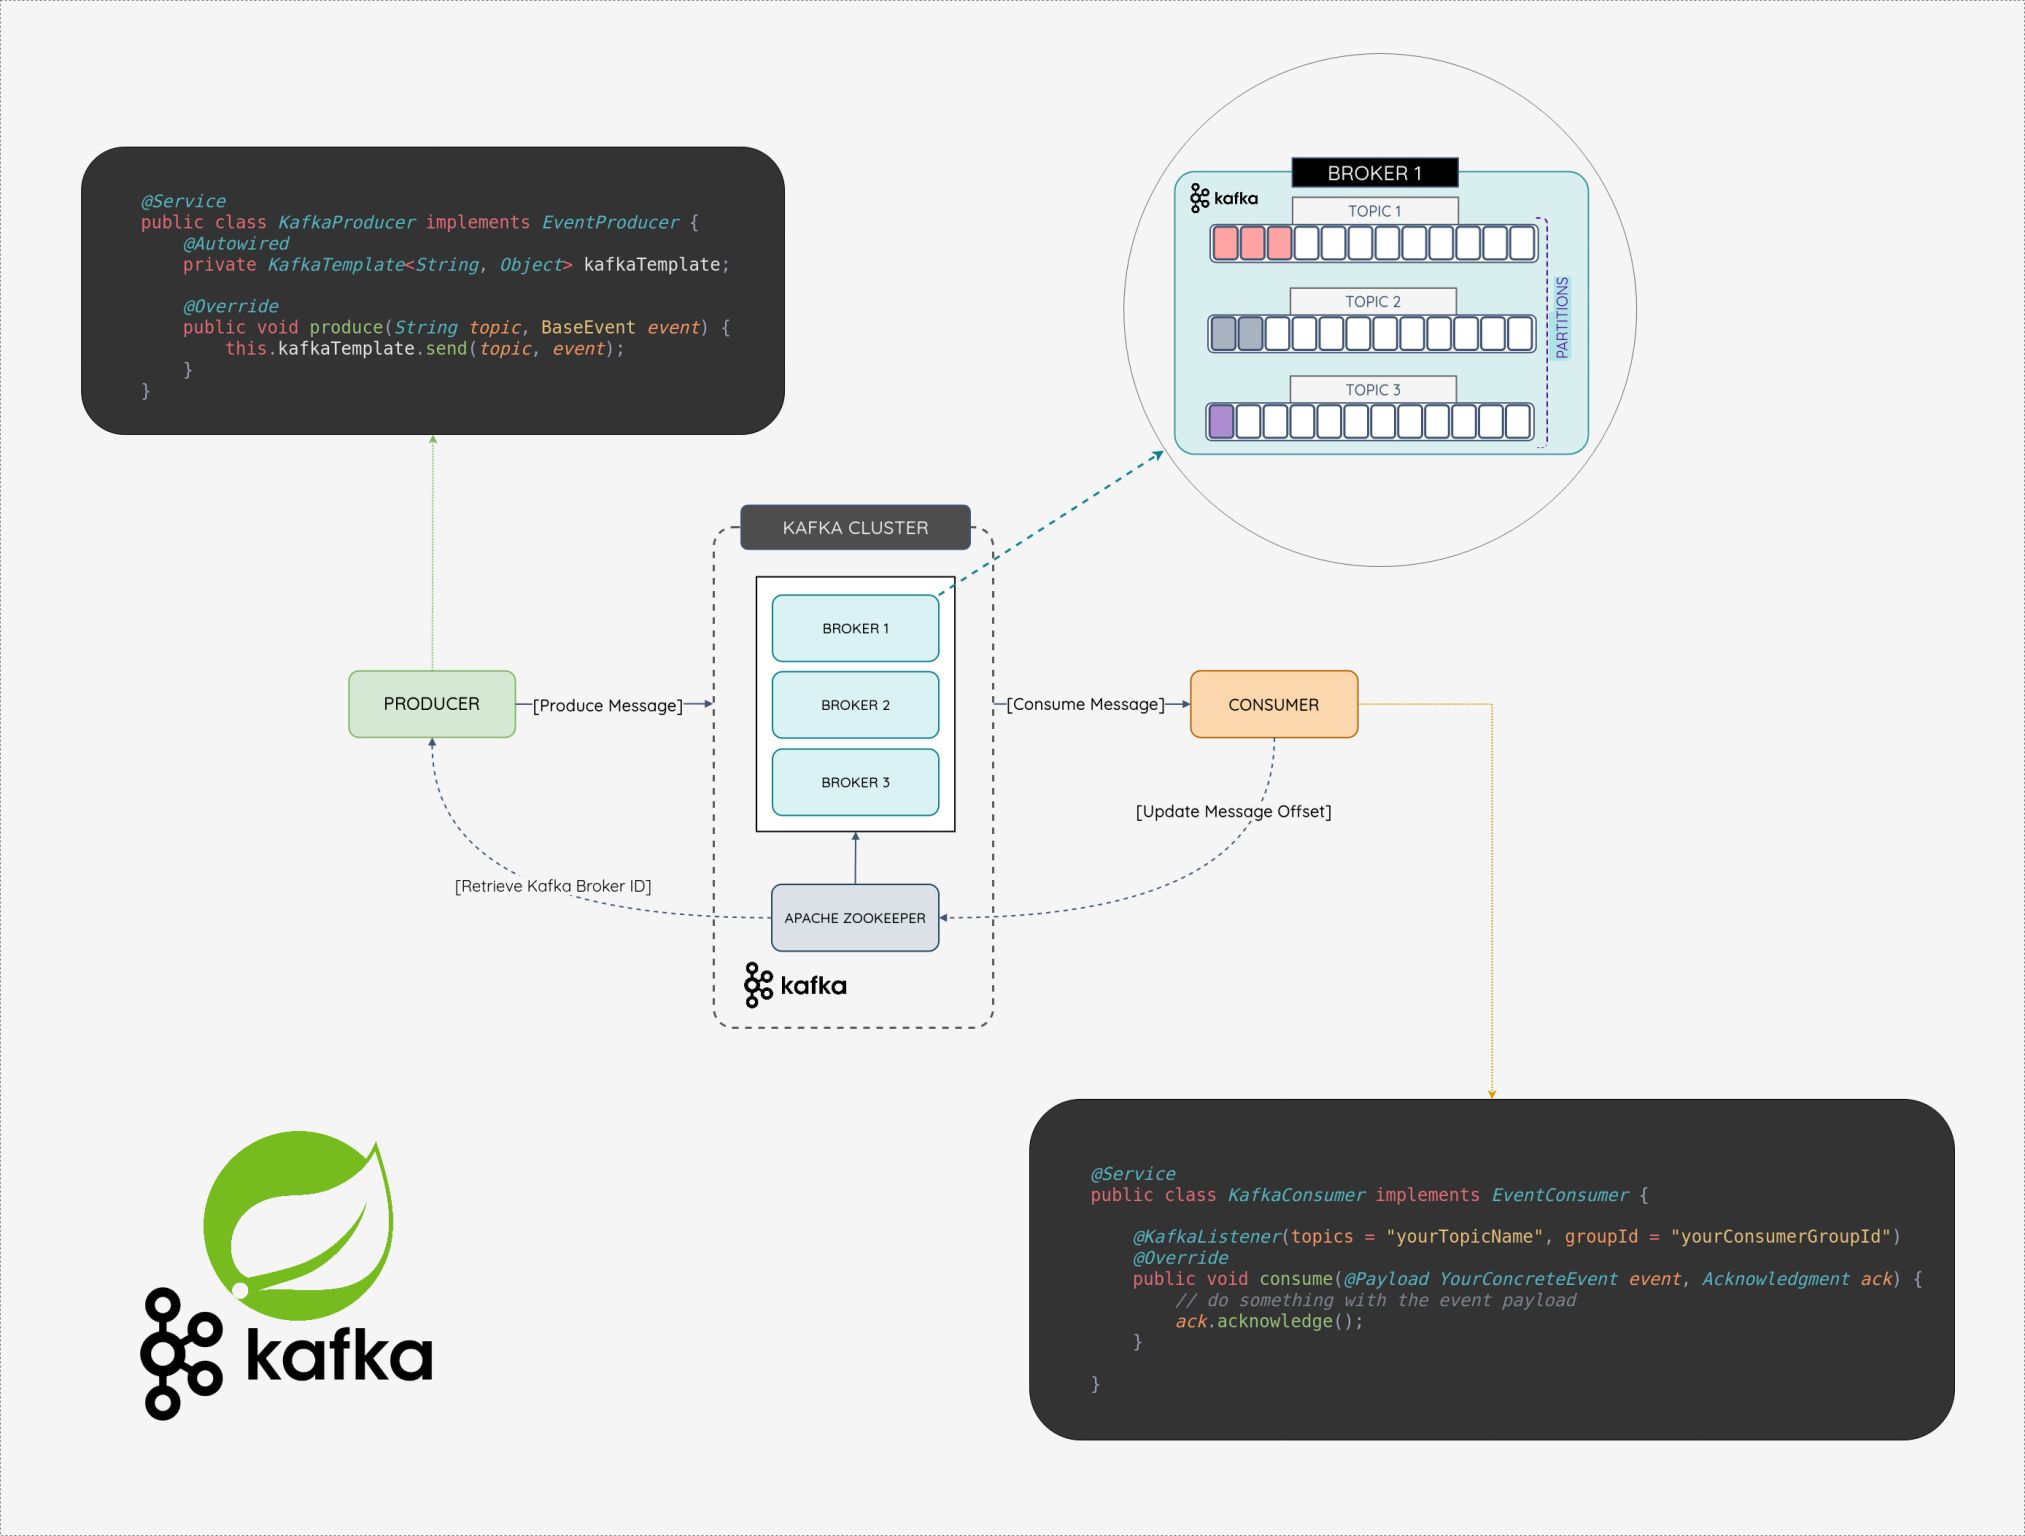 @Service
public class KafkaProducer implements EventProducer {
    @Autowired
    private KafkaTemplate<String, Object> kafkaTemplate;

    @Override
    public void produce(String topic, BaseEvent event) {
        this.kafkaTemplate.send(topic, event);
    }
}
BROKER 1
kafka
TOPIC 1
TOPIC 2
TOPIC 3
PARTITIONS
KAFKA CLUSTER
BROKER 1
BROKER 2
BROKER 3
PRODUCER
[Produce Message]
[Consume Message]
CONSUMER
[Update Message Offset]
[Retrieve Kafka Broker ID]
APACHE ZOOKEEPER
kafka
@Service
public class KafkaConsumer implements EventConsumer {

    @KafkaListener(topics = "yourTopicName", groupId = "yourConsumerGroupId")
    @Override
    public void consume(@Payload YourConcreteEvent event, Acknowledgment ack) {
        // do something with the event payload
        ack.acknowledge();
    }

}
kafka